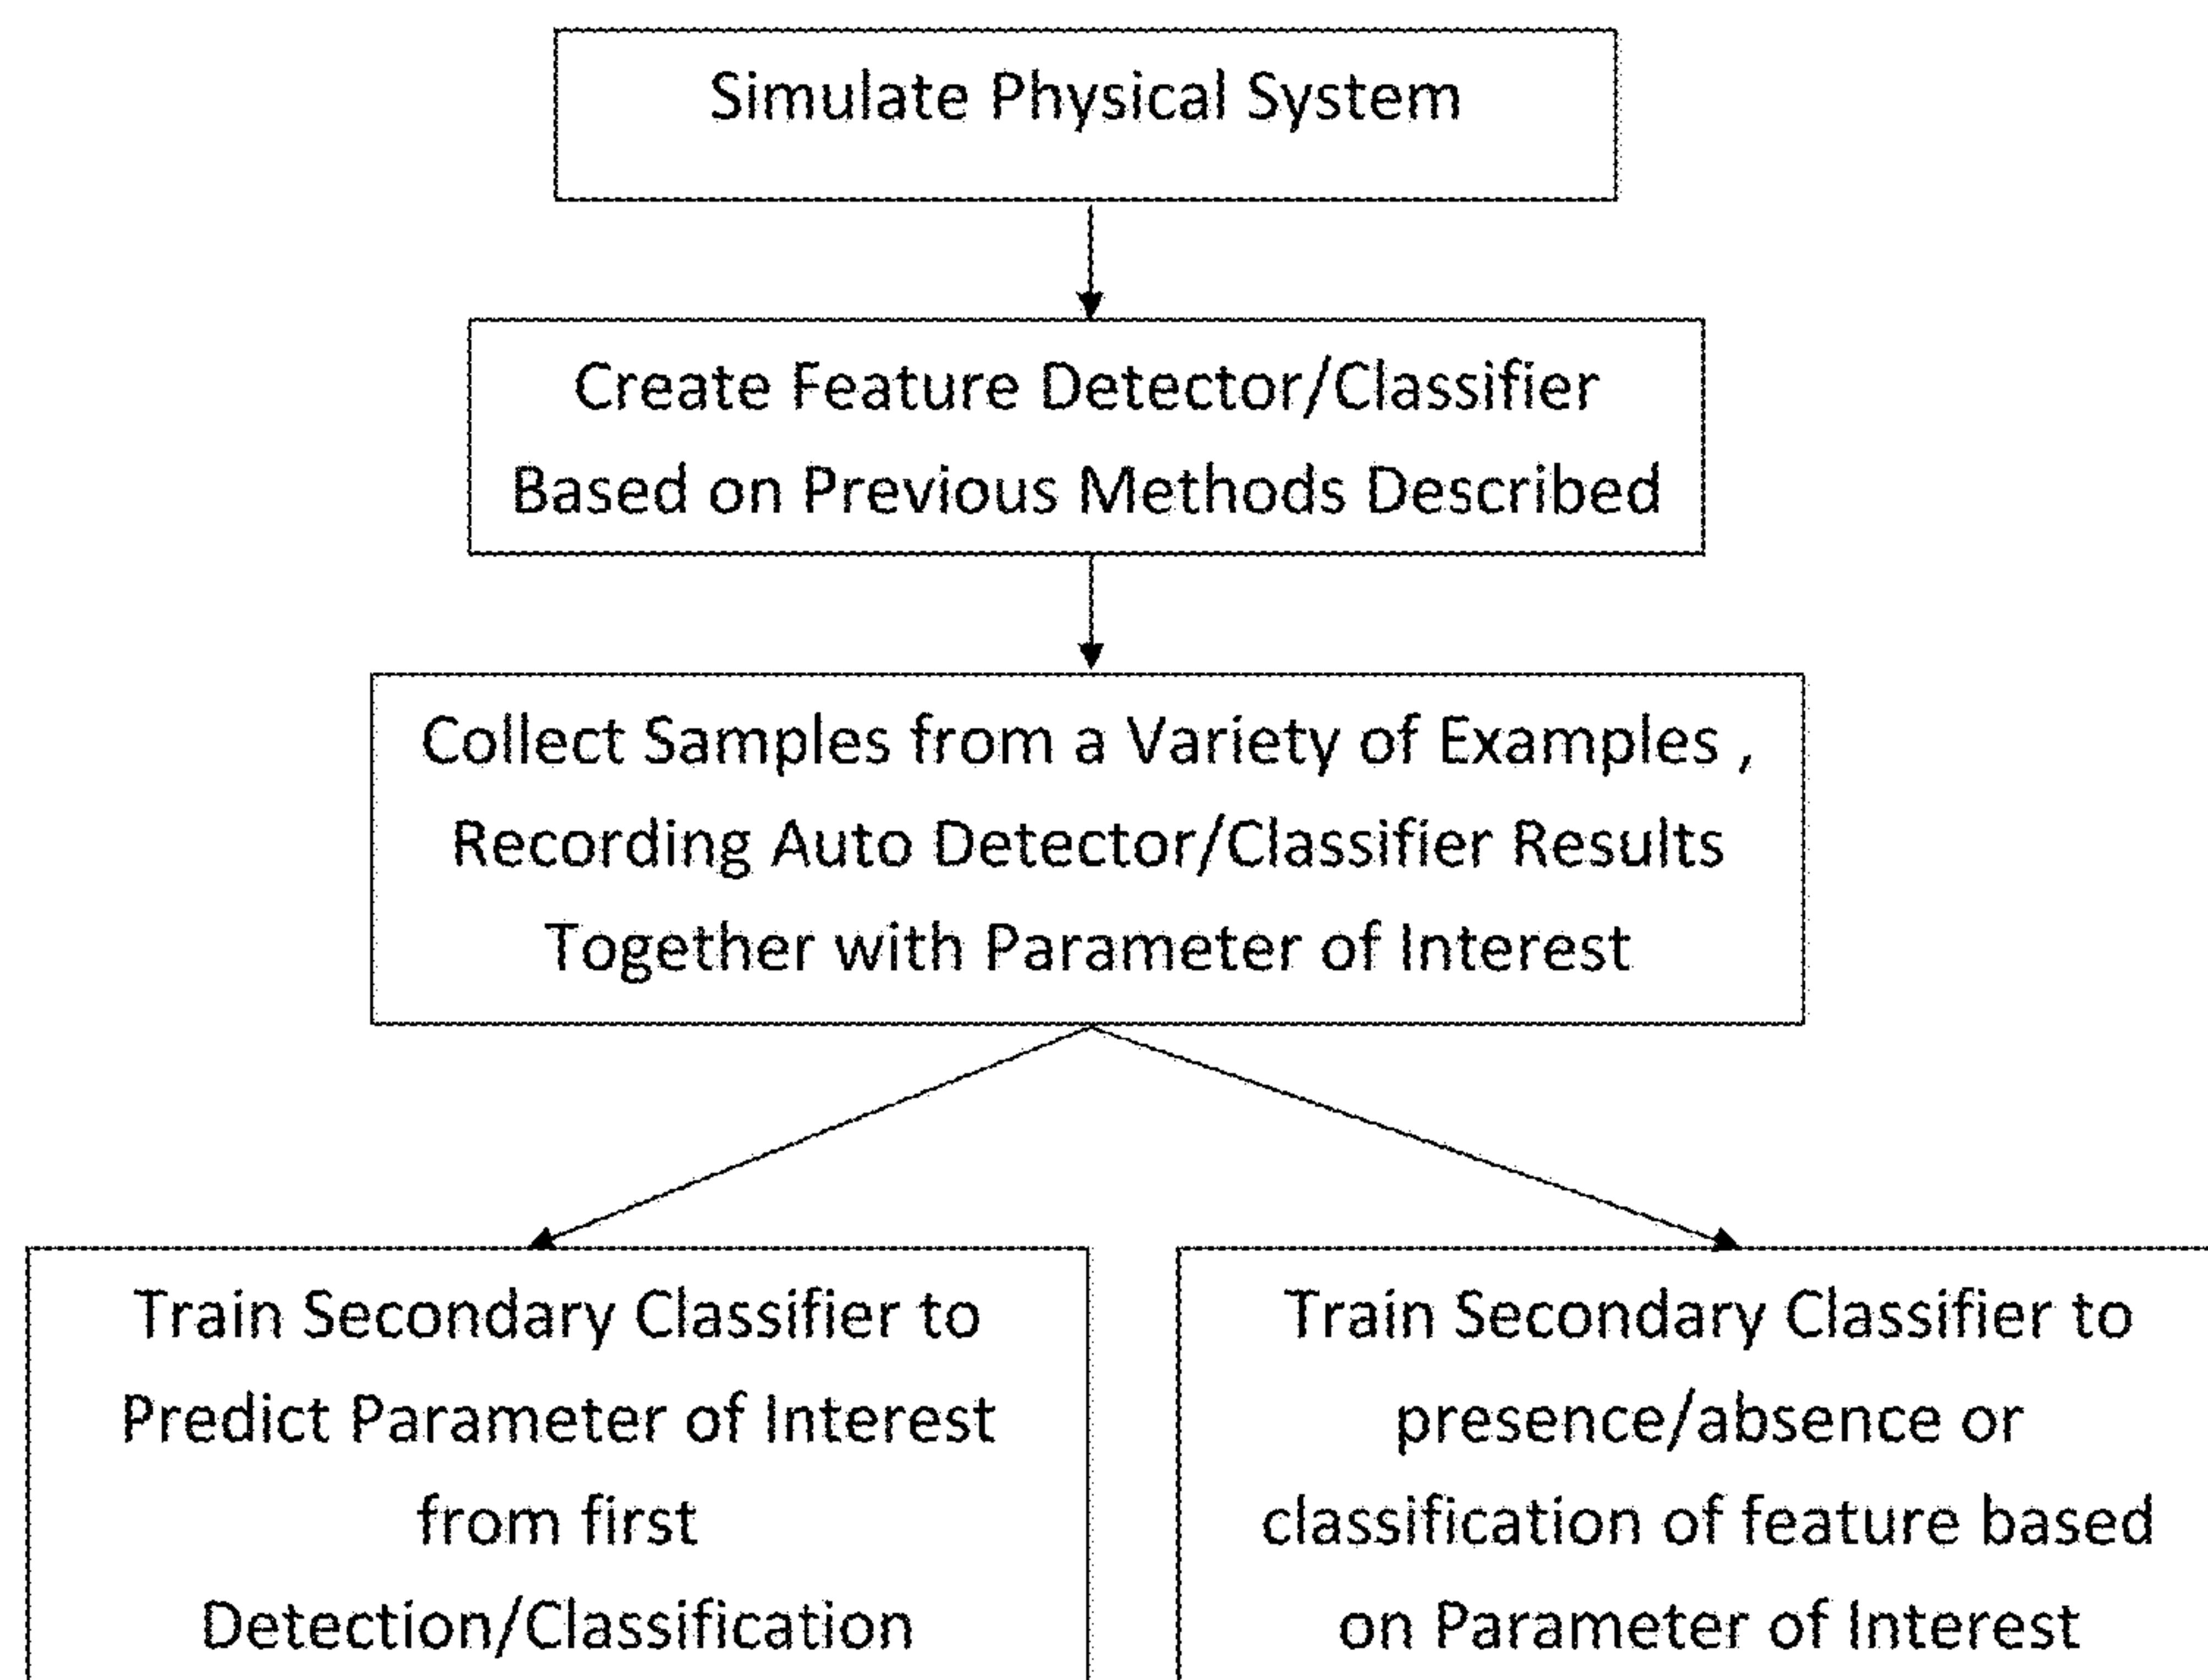 Simulate Physical System
Create Feature Detector/Classifier
Based on Previous Methods Described
Collect Samples from a Variety of Examples ,
Recording Auto Detector/Classifier Results
Together with Parameter of Interest
Train Secondary Classifier to
Predict Parameter of Interest
from first
Detection/Classification
Train Secondary Classifier to
presence/absence or
classification of feature based
on Parameter of Interest